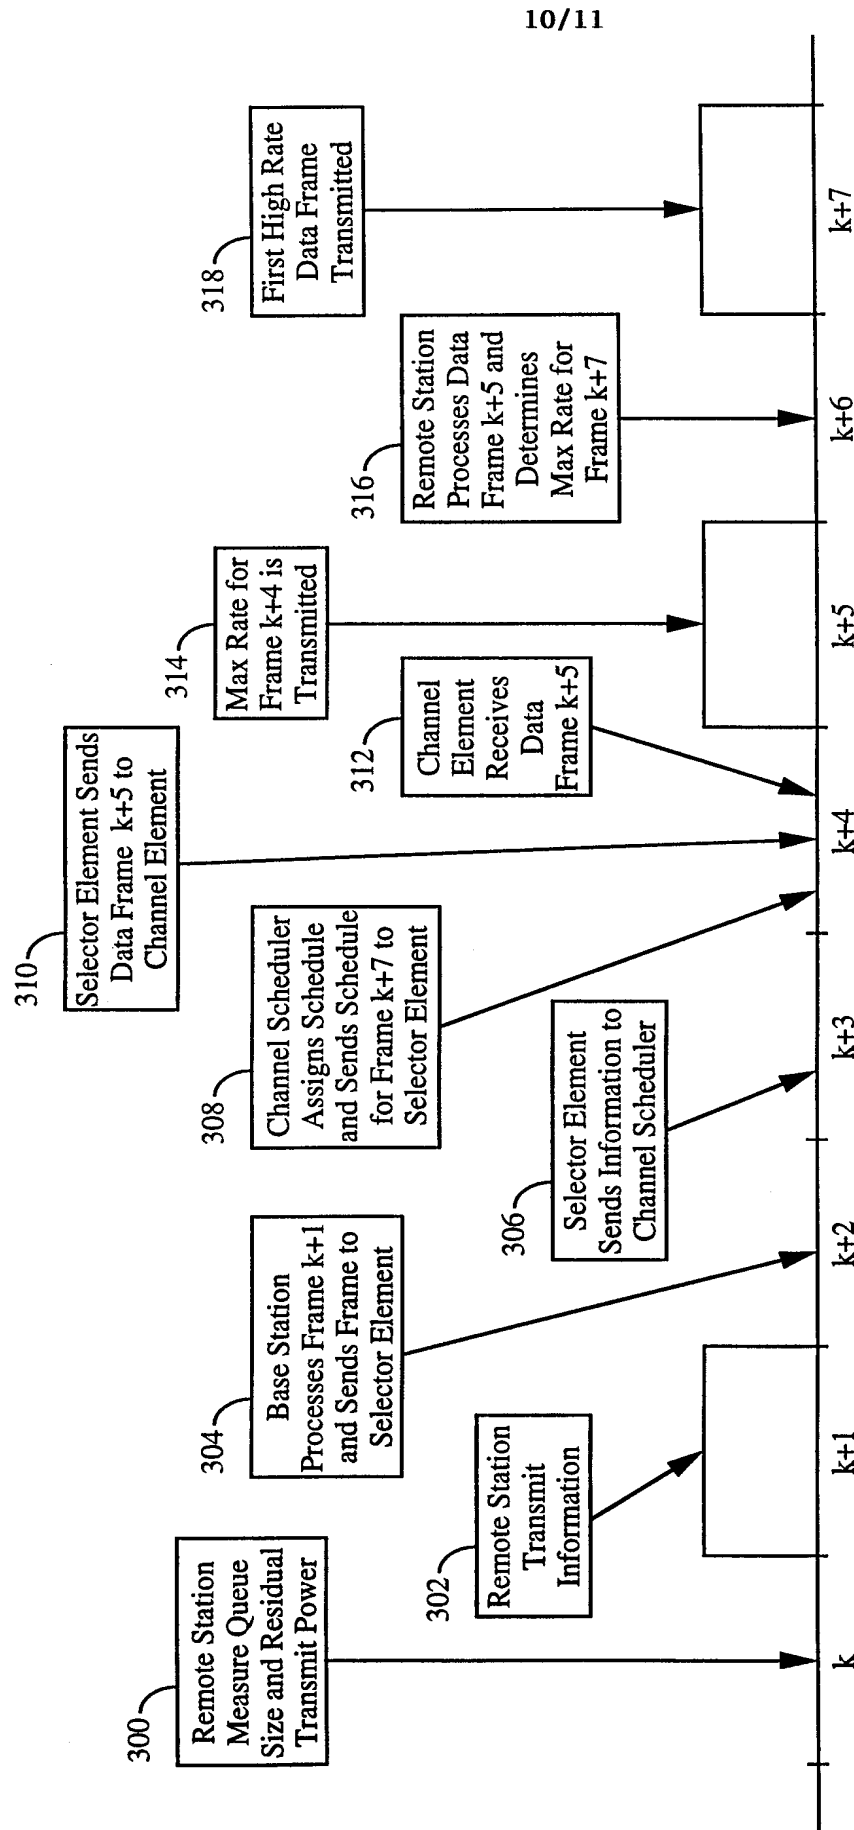 10/11
300
Remote Station
Measure Queue
Size and Residual
Transmit Power
302
Remote Station
Transmit
Information
304
Base Station
Processes Frame k+1
and Sends Frame to
Selector Element
306
Selector Element
Sends Information to
Channel Scheduler
308
Channel Scheduler
Assigns Schedule
and Sends Schedule
for Frame k+7 to
Selector Element
310
Selector Element Sends
Data Frame k+5 to
Channel Element
312
Channel
Element
Receives
Data
Frame k+5
314
Max Rate for
Frame k+4 is
Transmitted
316
Remote Station
Processes Data
Frame k+5 and
Determines
Max Rate for
Frame k+7
318
First High Rate
Data Frame
Transmitted
k
k+1
k+2
k+3
k+4
k+5
k+6
k+7